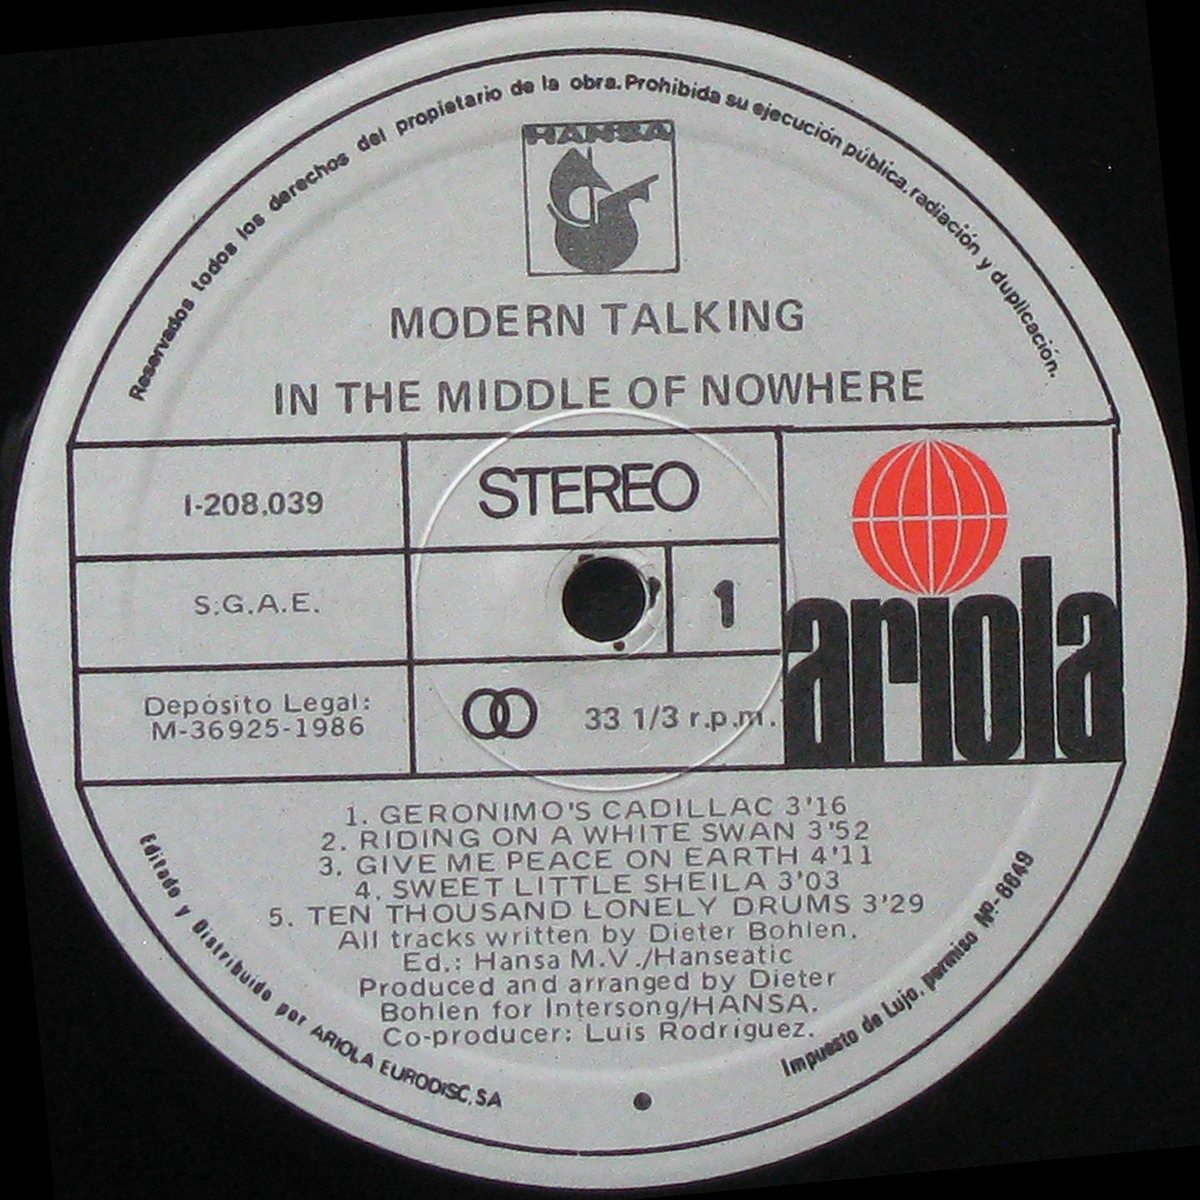 Reservados todos los derechos del propietario de la obra. Prohibida su ejecución pública, radiación y duplicación.
HANSA
MODERN TALKING
IN THE MIDDLE OF NOWHERE
I-208.039
STEREO
S.G.A.E.
1
ariola
Depósito Legal:
M-36925-1986
33 1/3 r.p.m.
1. GERONIMO'S CADILLAC 3'16
2. RIDING ON A WHITE SWAN 3'52
3. GIVE ME PEACE ON EARTH 4'11
4. SWEET LITTLE SHEILA 3'03
5. TEN THOUSAND LONELY DRUMS 3'29
All tracks written by Dieter Bohlen.
Ed.: Hansa M.V./Hanseatic
Produced and arranged by Dieter
Bohlen for Intersong/HANSA.
Co-producer: Luis Rodríguez.
Editado y Distribuido por ARIOLA EURODISC, SA
Impuesto de Lujo, permiso Nº.- 8649